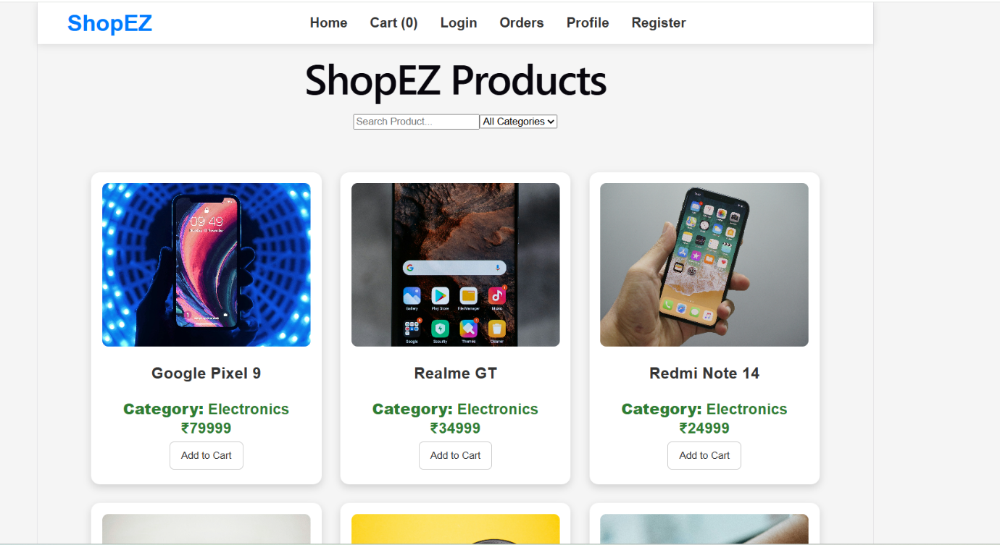 ShopEZ Home Cart (0) Login Orders Profile Register
ShopEZ Products
Search Product... All Categories
09:49
Gallery Play Store File Manager Music
Google Security Themes Cleaner
Google Pixel 9 Realme GT Redmi Note 14
Category: Electronics Category: Electronics Category: Electronics
₹79999 ₹34999 ₹24999
Add to Cart Add to Cart Add to Cart